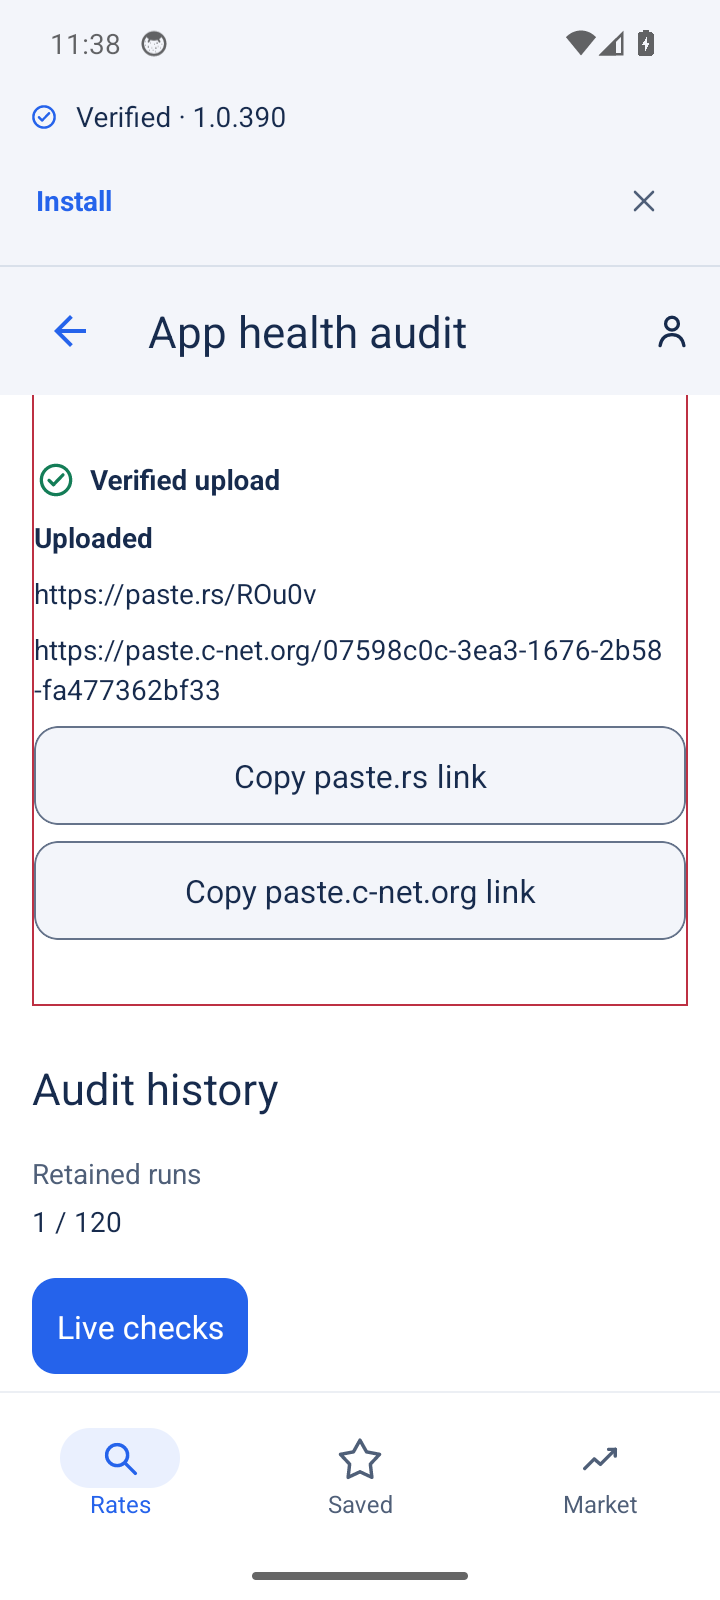 11:38
Verified · 1.0.390
Install
App health audit
Verified upload
Uploaded
https://paste.rs/ROu0v
https://paste.c-net.org/07598c0c-3ea3-1676-2b58
-fa477362bf33
Copy paste.rs link
Copy paste.c-net.org link
Audit history
Retained runs
1 / 120
Live checks
Rates
Saved
Market